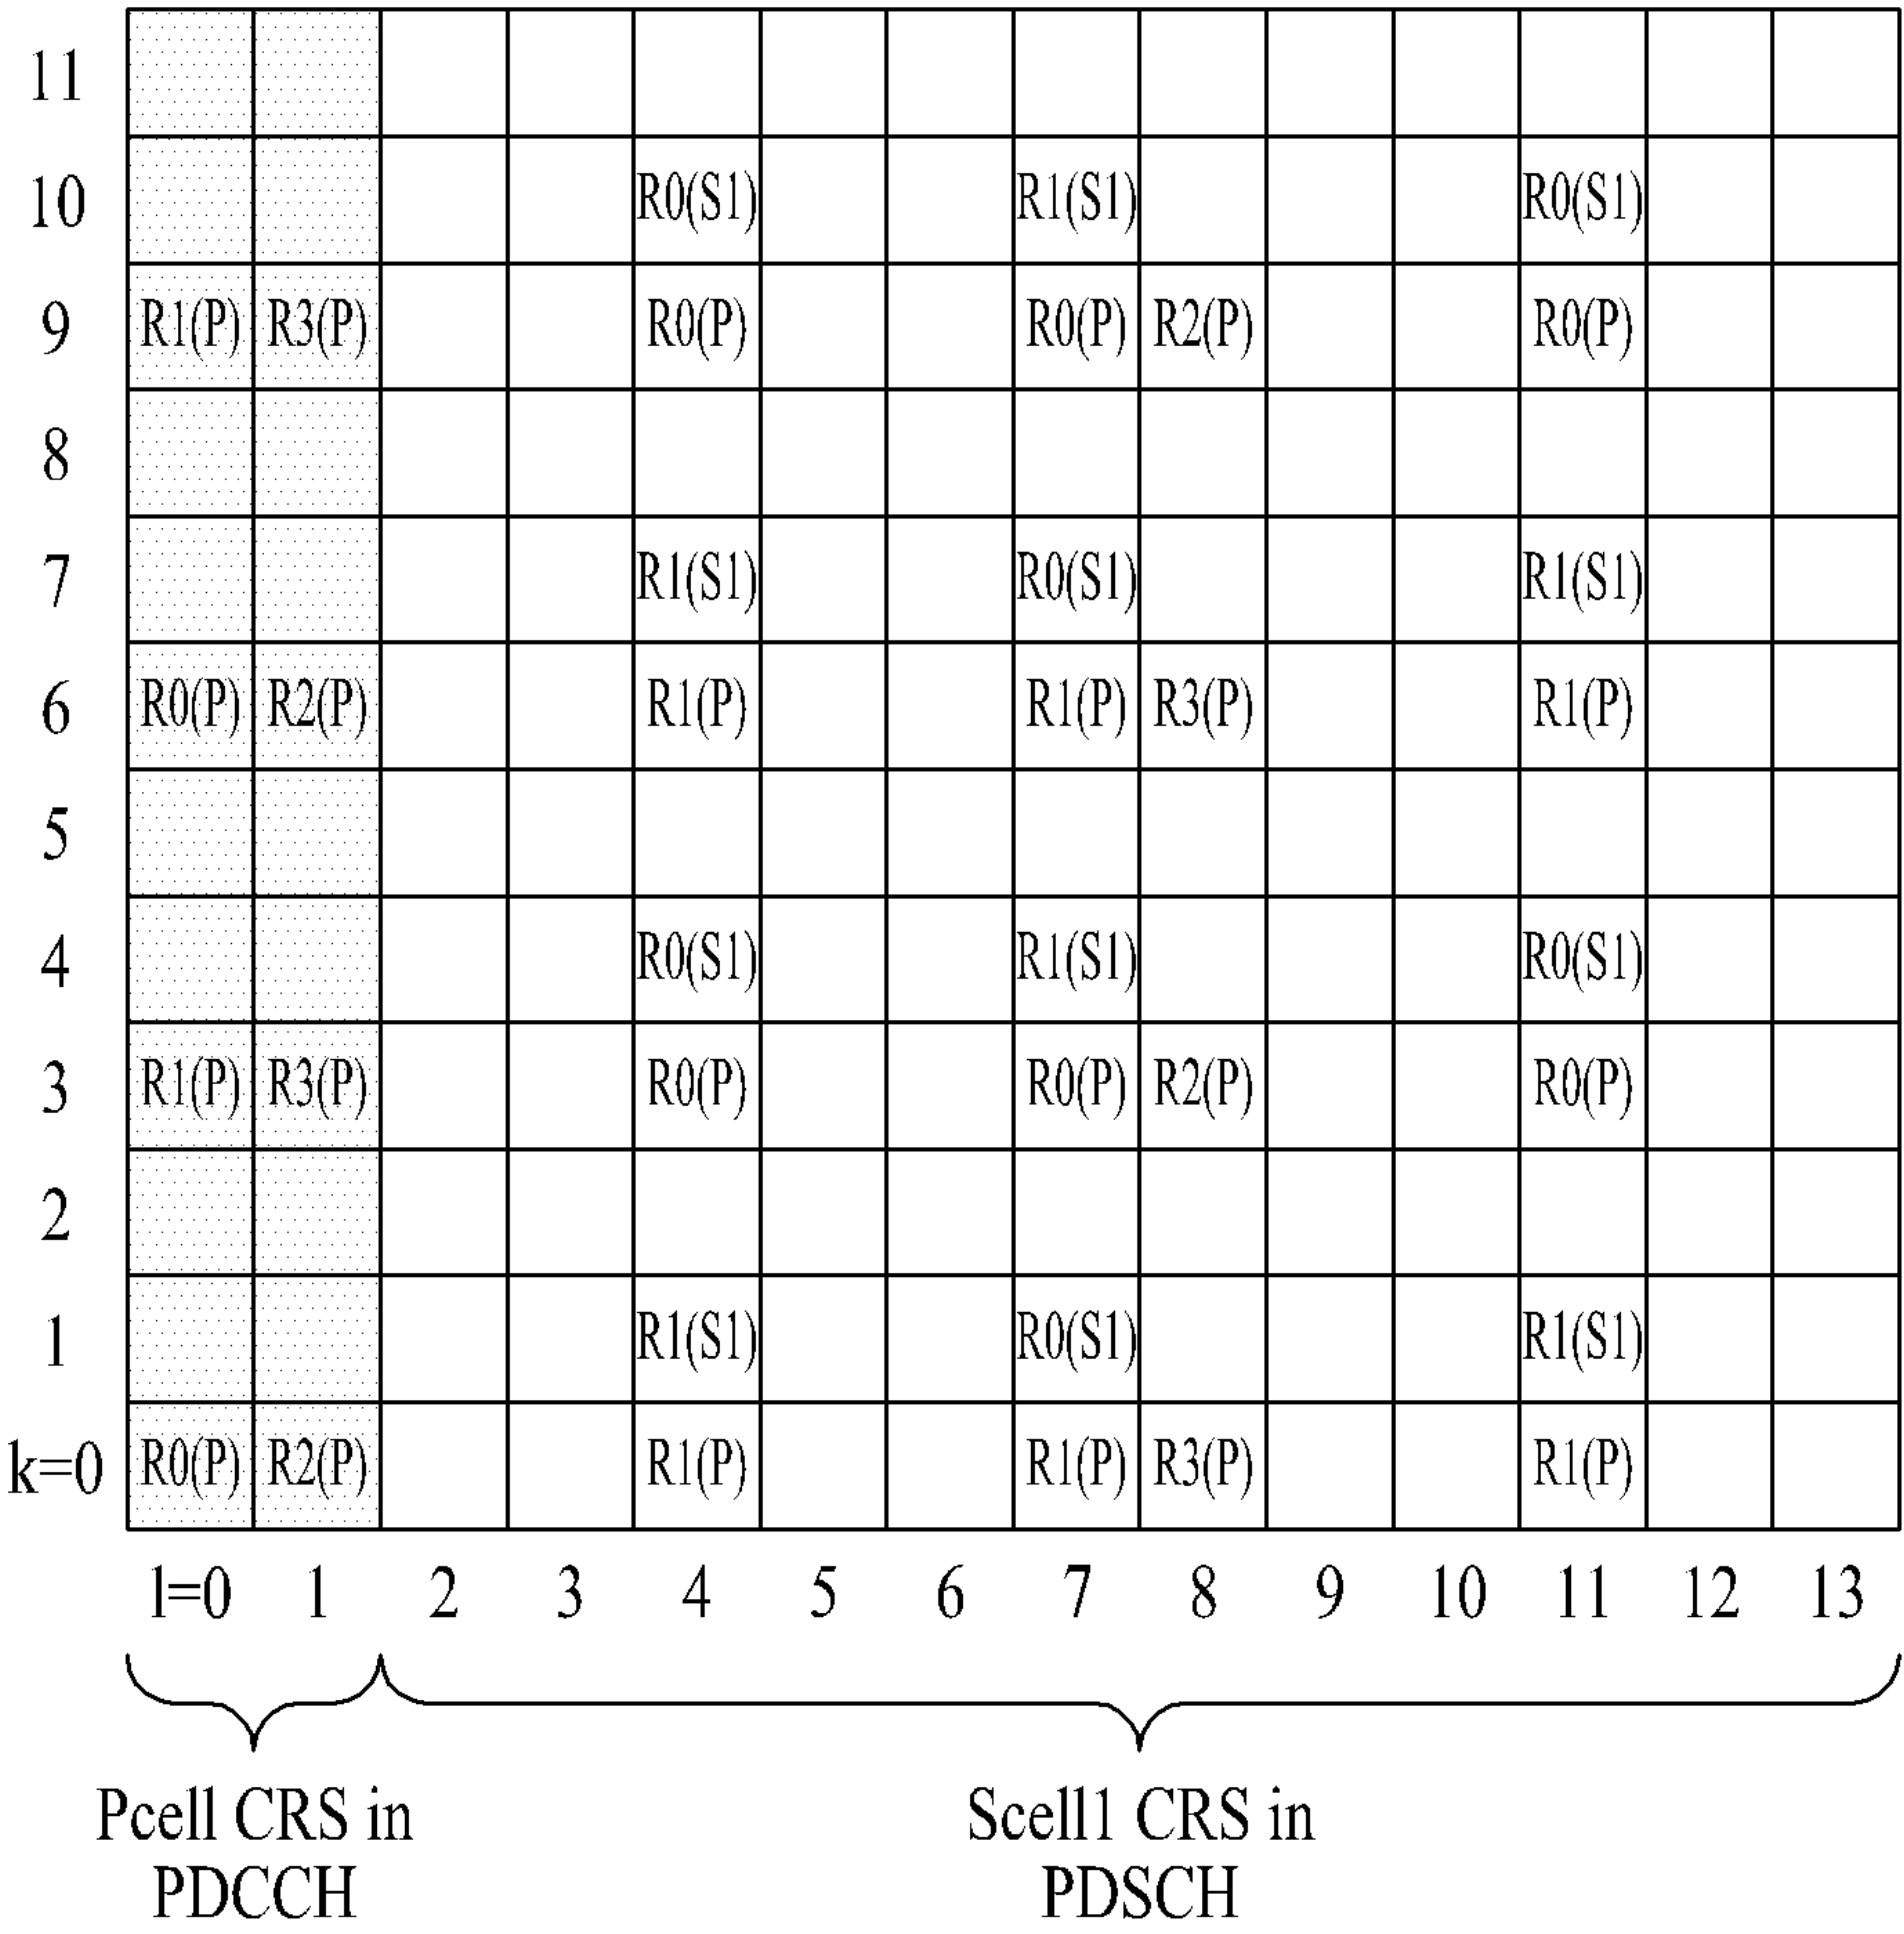 11
10 R0(S1) R1(S1) R0(S1)
9 R1(P) R3(P) R0(P) R0(P) R2(P) R0(P)
8
7 R1(S1) R0(S1) R1(S1)
6 R0(P) R2(P) R1(P) R1(P) R3(P) R1(P)
5
4 R0(S1) R1(S1) R0(S1)
3 R1(P) R3(P) R0(P) R0(P) R2(P) R0(P)
2
1 R1(S1) R0(S1) R1(S1)
k=0 R0(P) R2(P) R1(P) R1(P) R3(P) R1(P)
l=0 1 2 3 4 5 6 7 8 9 10 11 12 13
Pcell CRS in
PDCCH
Scell1 CRS in
PDSCH